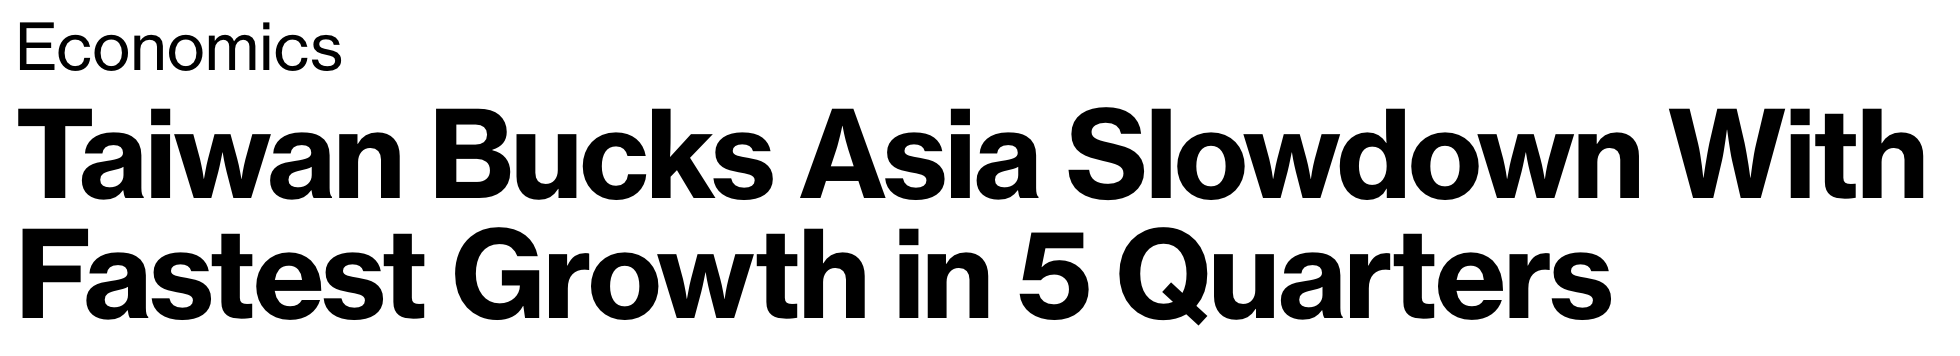 Economics
Taiwan Bucks Asia Slowdown With
Fastest Growth in 5 Quarters